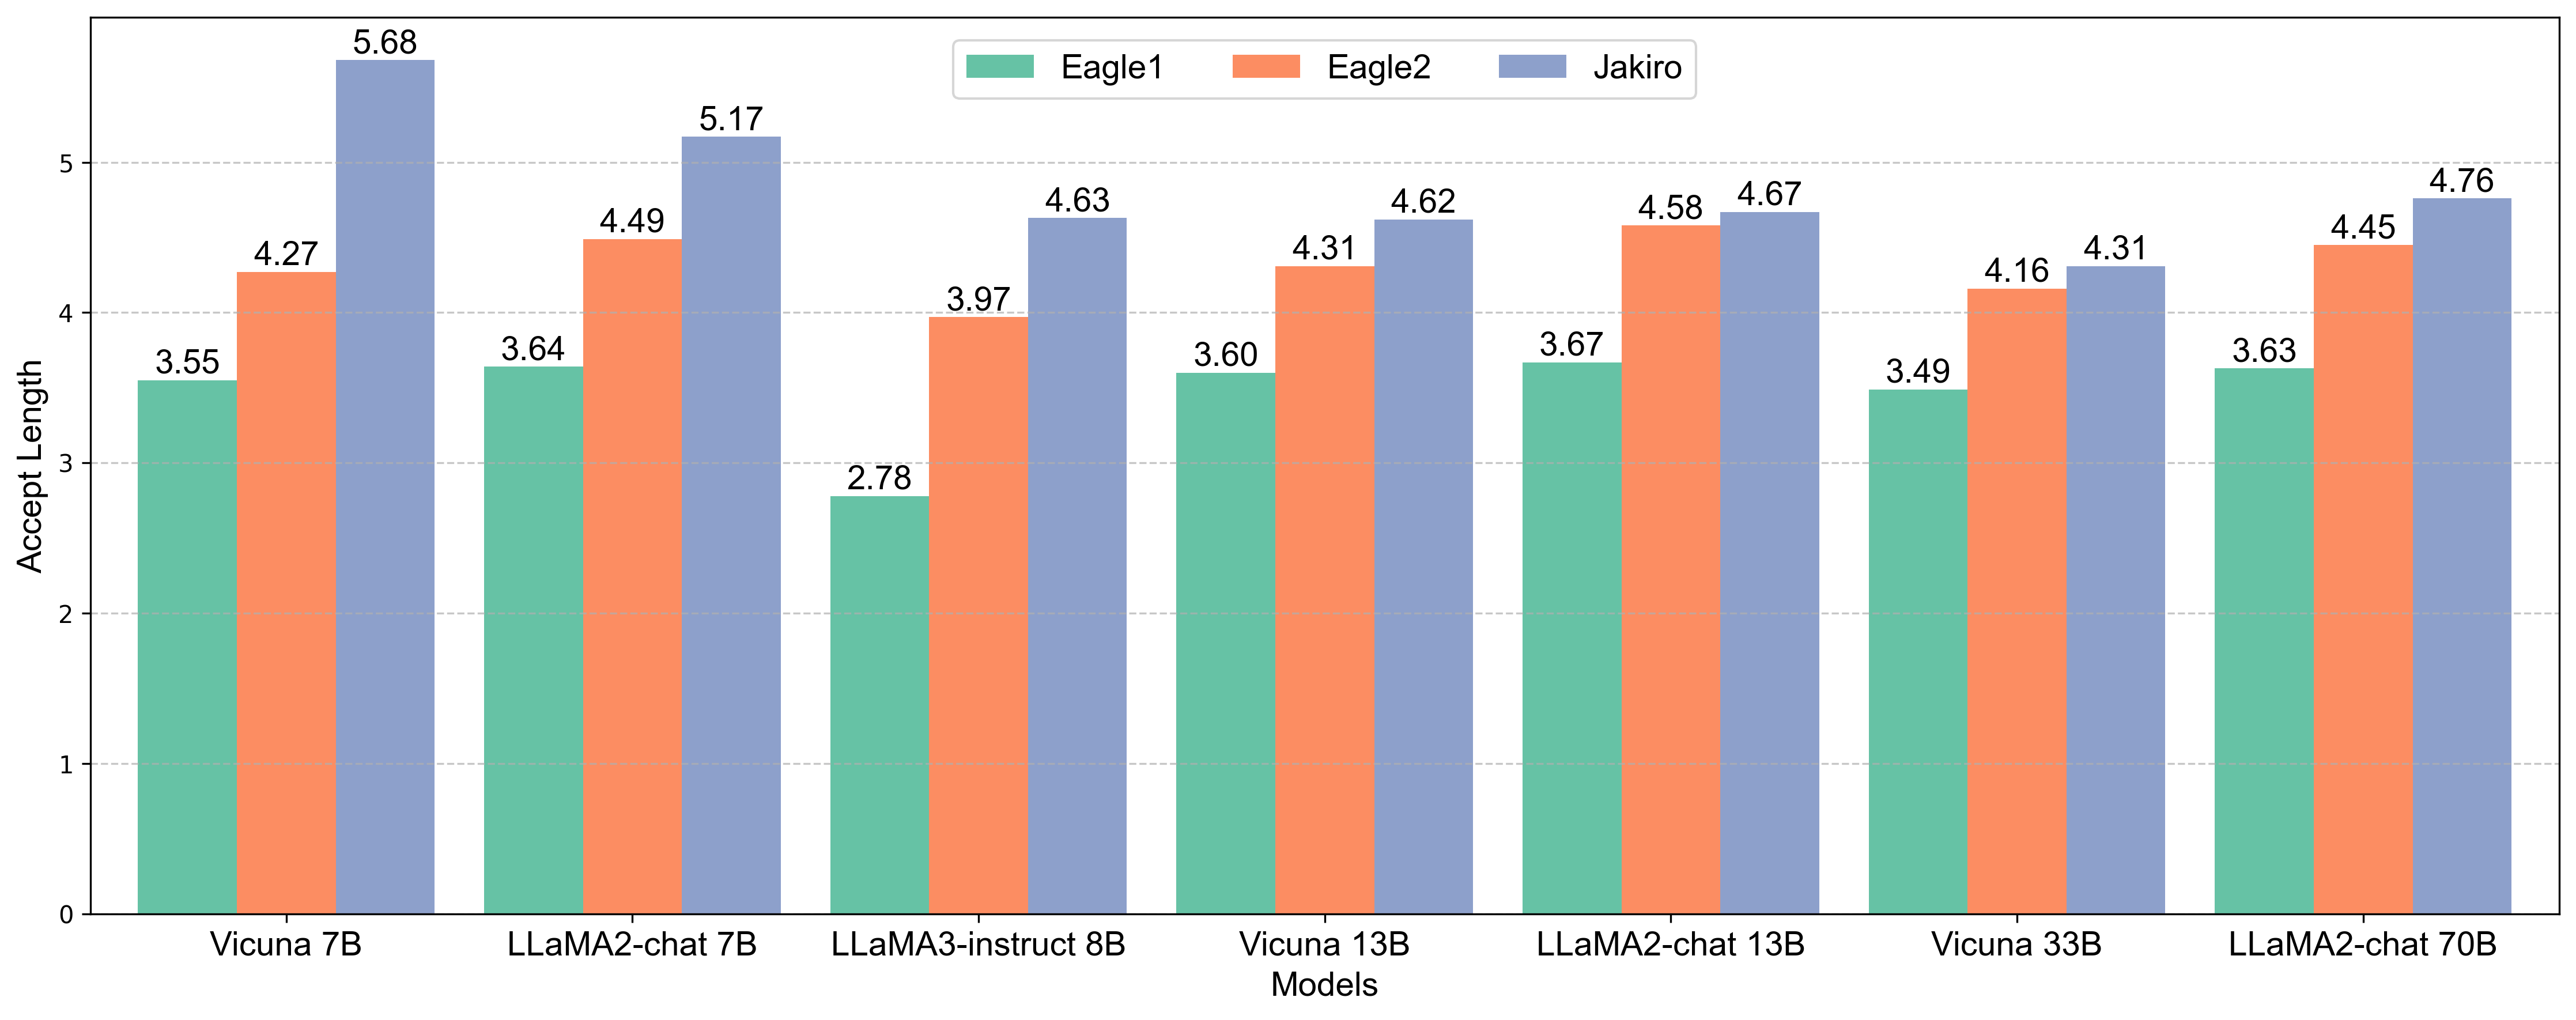 Eagle1 Eagle2 Jakiro
Accept Length
5
4
3
2
1
0
3.55 4.27 5.68
3.64 4.49 5.17
2.78 3.97 4.63
3.60 4.31 4.62
3.67 4.58 4.67
3.49 4.16 4.31
3.63 4.45 4.76
Vicuna 7B LLaMA2-chat 7B LLaMA3-instruct 8B Vicuna 13B LLaMA2-chat 13B Vicuna 33B LLaMA2-chat 70B
Models